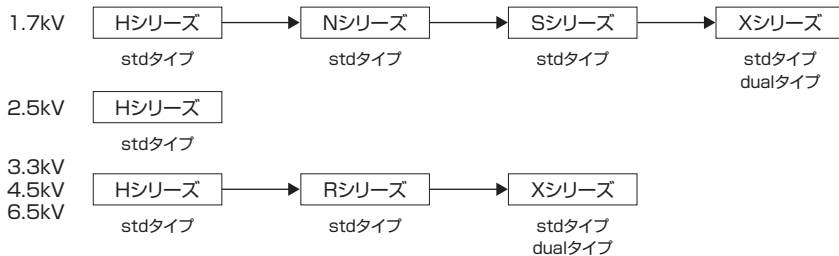 1.7kV Hシリーズ Nシリーズ Sシリーズ Xシリーズ
stdタイプ stdタイプ stdタイプ stdタイプ
dualタイプ
2.5kV Hシリーズ
stdタイプ
3.3kV
4.5kV Hシリーズ Rシリーズ Xシリーズ
6.5kV
stdタイプ stdタイプ stdタイプ
dualタイプ